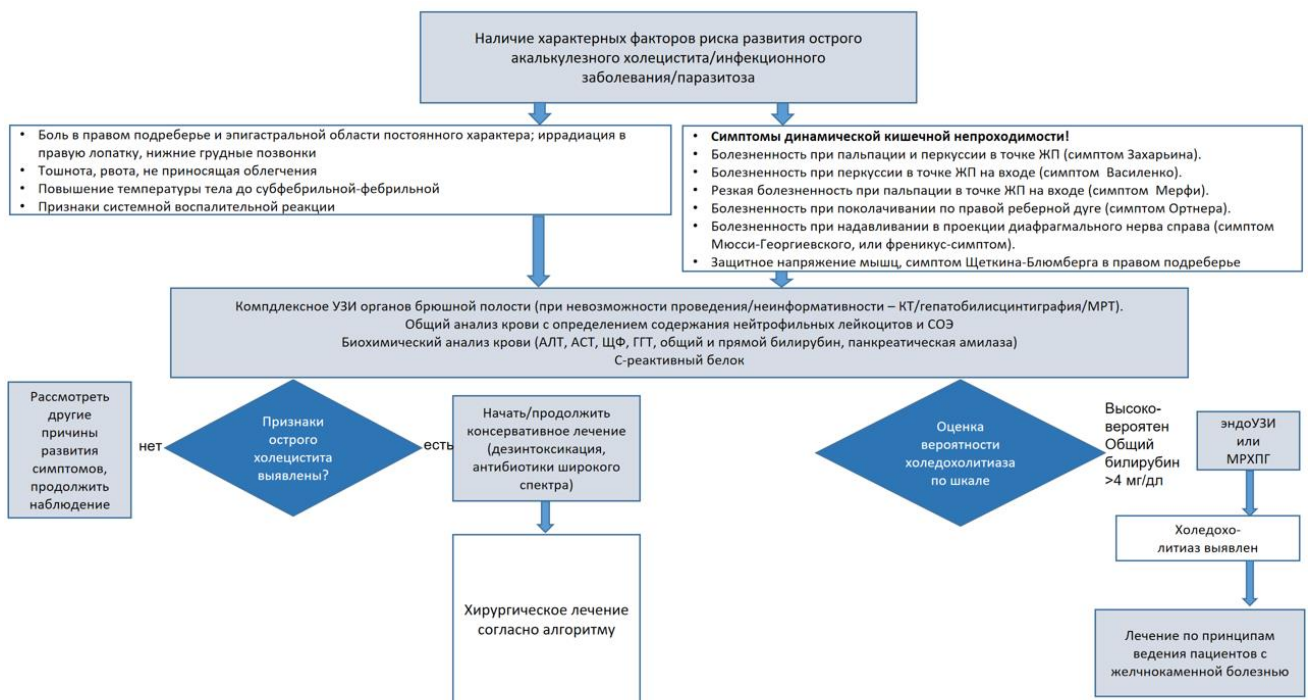 Наличие характерных факторов риска развития острого
акалькулезного холецистита/инфекционного
заболевания/паразитоза
• Боль в правом подреберье и эпигастральной области постоянного характера; иррадиация в
правую лопатку, нижние грудные позвонки
• Тошнота, рвота, не приносящая облегчения
• Повышение температуры тела до субфебрильной-фебрильной
• Признаки системной воспалительной реакции
• Симптомы динамической кишечной непроходимости!
• Болезненность при пальпации и перкуссии в точке ЖП (симптом Захарьина).
• Болезненность при перкуссии в точке ЖП на входе (симптом Василенко).
• Резкая болезненность при пальпации в точке ЖП на входе (симптом Мерфи).
• Болезненность при поколачивании по правой реберной дуге (симптом Ортнера).
• Болезненность при надавливании в проекции диафрагмального нерва справа (симптом
Мюсси-Георгиевского, или френикус-симптом).
• Защитное напряжение мышц, симптом Щеткина-Блюмберга в правом подреберье
Компдлексное УЗИ органов брюшной полости (при невозможности проведения/неинформативности – КТ/гепатобилисцинтиграфия/МРТ).
Общий анализ крови с определением содержания нейтрофильных лейкоцитов и СОЭ
Биохимический анализ крови (АЛТ, АСТ, ЩФ, ГГТ, общий и прямой билирубин, панкреатическая амилаза)
С-реактивный белок
Рассмотреть
другие
причины
развития
симптомов,
продолжить
наблюдение
нет
Признаки
острого
холецистита
выявлены?
есть
Начать/продолжить
консервативное лечение
(дезинтоксикация,
антибиотики широкого
спектра)
Хирургическое лечение
согласно алгоритму
Оценка
вероятности
холедохолитиаза
по шкале
Высоко-
вероятен
Общий
билирубин
>4 мг/дл
эндоУЗИ
или
МРХПГ
Холедохо-
литиаз выявлен
Лечение по принципам
ведения пациентов с
желчнокаменной болезнью